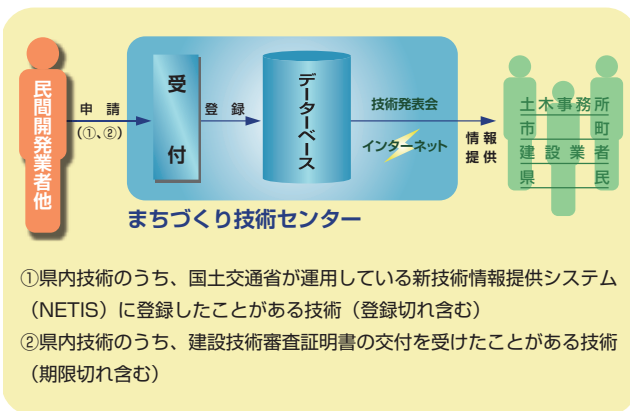 民間開発業者他
申請
(①、②)
受付
登録
データーベース
技術発表会
インターネット
情報
提供
土木事務所
市町
建設業者
県民
まちづくり技術センター
①県内技術のうち、国土交通省が運用している新技術情報提供システム
（NETIS）に登録したことがある技術（登録切れ含む）
②県内技術のうち、建設技術審査証明書の交付を受けたことがある技術
（期限切れ含む）